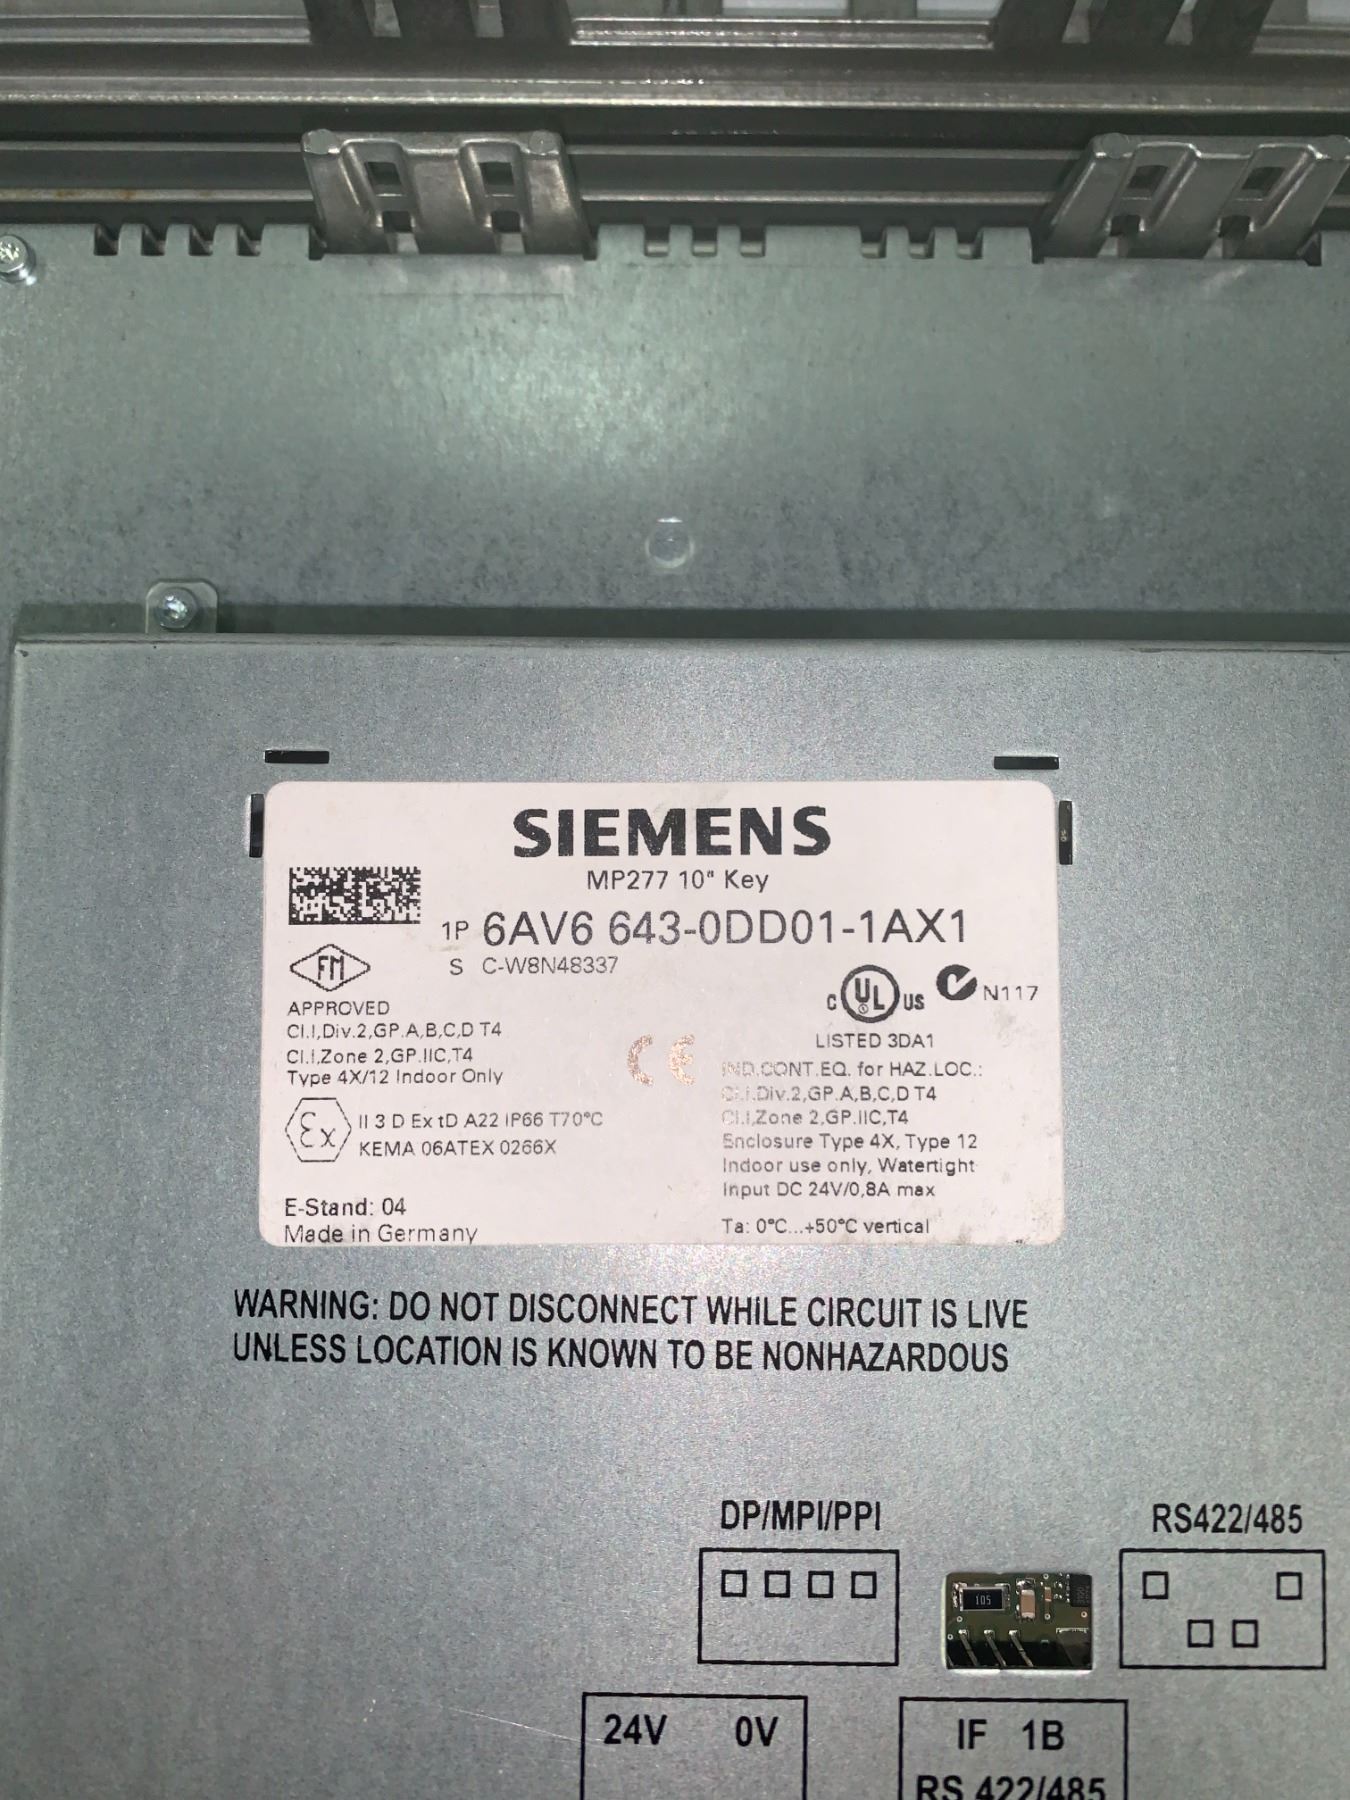 SIEMENS
MP277 10" Key
1P 6AV6 643-0DD01-1AX1
S C-W8N48337
FM
APPROVED
Cl.I,Div.2,GP.A,B,C,D T4
Cl.I,Zone 2,GP.IIC,T4
Type 4X/12 Indoor Only
Ex II 3 D Ex tD A22 IP66 T70°C
KEMA 06ATEX 0266X
E-Stand: 04
Made in Germany
CE
C UL US N117
LISTED 3DA1
IND.CONT.EQ. for HAZ.LOC.:
Cl.I.Div.2,GP.A,B,C,D T4
Cl.I,Zone 2,GP.IIC,T4
Enclosure Type 4X, Type 12
Indoor use only, Watertight
Input DC 24V/0,8A max
Ta: 0°C...+50°C vertical
WARNING: DO NOT DISCONNECT WHILE CIRCUIT IS LIVE
UNLESS LOCATION IS KNOWN TO BE NONHAZARDOUS
DP/MPI/PPI
RS422/485
105
24V 0V
IF 1B
RS 422/485